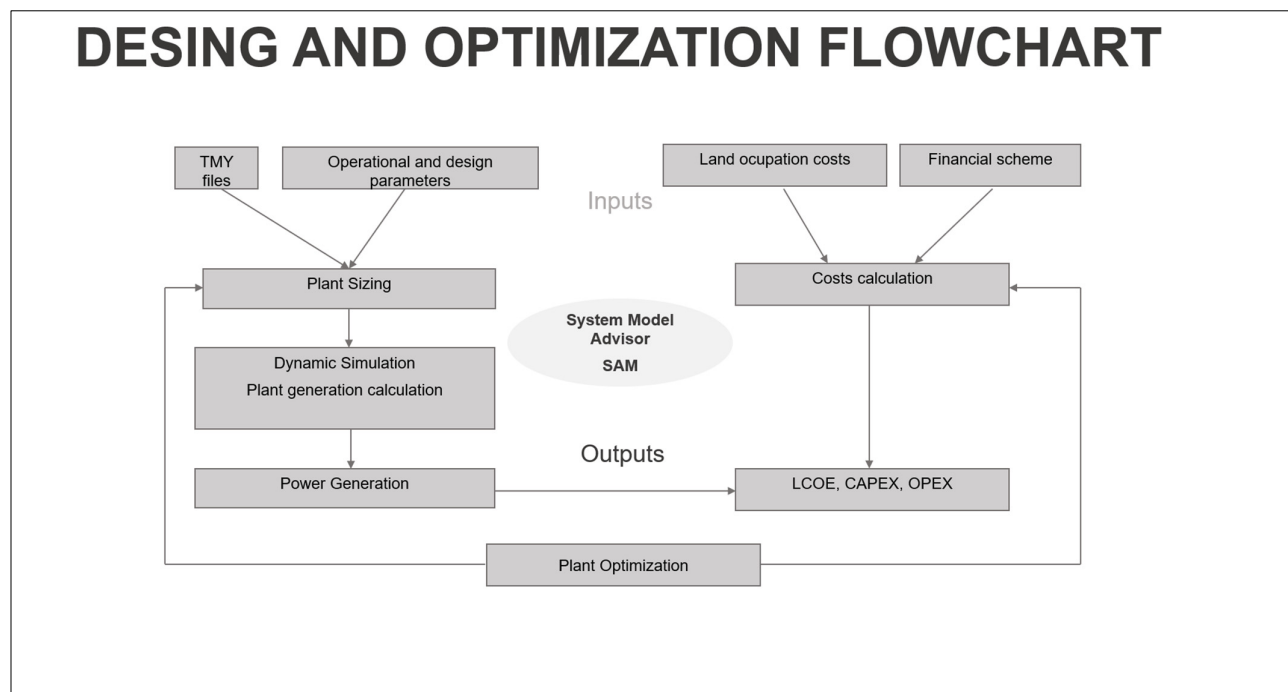 DESING AND OPTIMIZATION FLOWCHART
TMY
files
Operational and design
parameters
Land ocupation costs
Financial scheme
Inputs
Plant Sizing
Costs calculation
System Model
Advisor
SAM
Dynamic Simulation
Plant generation calculation
Outputs
Power Generation
LCOE, CAPEX, OPEX
Plant Optimization